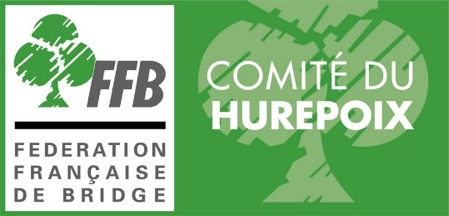 FFB
FEDERATION
FRANÇAISE
DE BRIDGE
COMITÉ DU
HUREPOIX